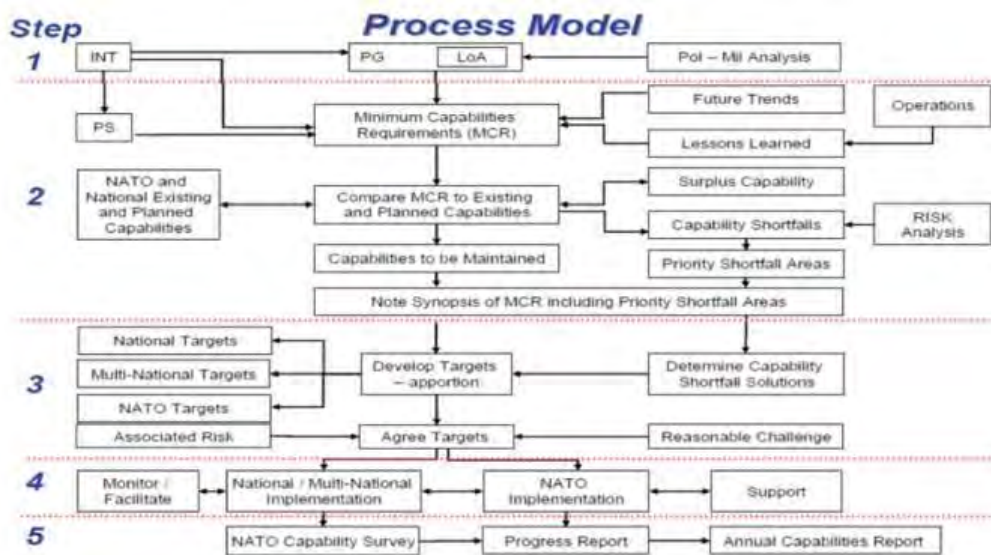 Process Model
Step
1
INT
PG
LoA
Pol – Mil Analysis
2
PS
Minimum Capabilities
Requirements (MCR)
Future Trends
Operations
Lessons Learned
NATO and
National Existing
and Planned
Capabilities
Compare MCR to Existing
and Planned Capabilities
Surplus Capability
Capability Shortfalls
RISK
Analysis
Capabilities to be Maintained
Priority Shortfall Areas
Note Synopsis of MCR including Priority Shortfall Areas
3
National Targets
Multi-National Targets
NATO Targets
Associated Risk
Develop Targets
– apportion
Determine Capability
Shortfall Solutions
Agree Targets
Reasonable Challenge
4
Monitor /
Facilitate
National / Multi-National
Implementation
NATO
Implementation
Support
5
NATO Capability Survey
Progress Report
Annual Capabilities Report